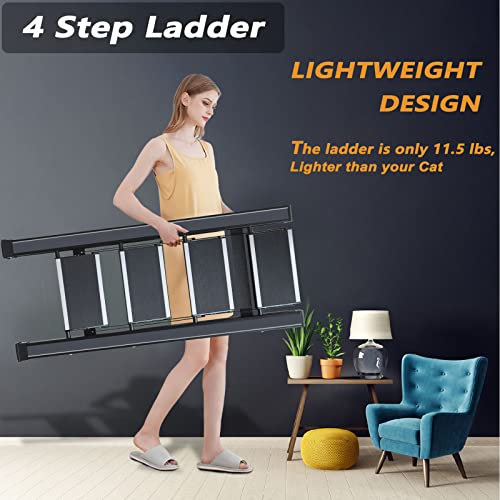 4 Step Ladder
LIGHTWEIGHT
DESIGN
The ladder is only 11.5 lbs,
Lighter than your Cat